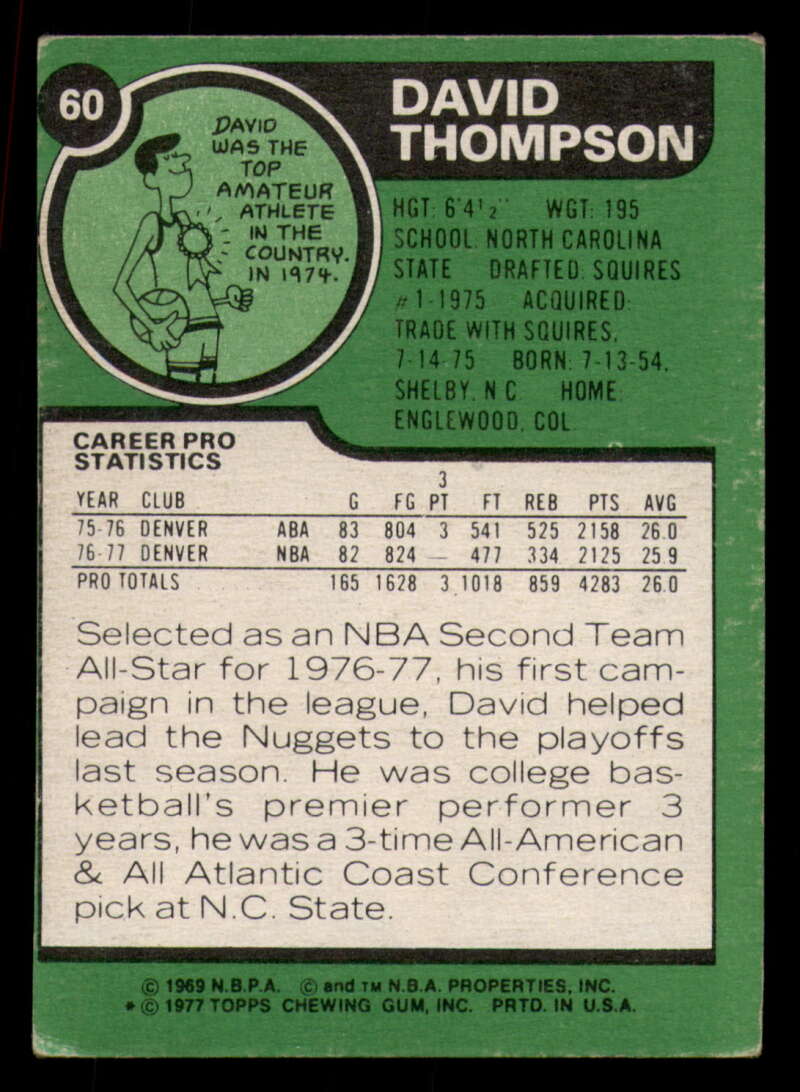 60
DAVID
THOMPSON
DAVID
WAS THE
TOP
AMATEUR
ATHLETE
IN THE
COUNTRY.
IN 1974.
HGT: 6'4½" WGT: 195
SCHOOL: NORTH CAROLINA
STATE DRAFTED: SQUIRES
#1-1975 ACQUIRED:
TRADE WITH SQUIRES,
7-14-75 BORN: 7-13-54,
SHELBY, N.C. HOME:
ENGLEWOOD, COL.
CAREER PRO
STATISTICS
YEAR CLUB G FG 3 PT FT REB PTS AVG
75-76 DENVER ABA 83 804 3 541 525 2158 26.0
76-77 DENVER NBA 82 824 — 477 334 2125 25.9
PRO TOTALS 165 1628 3 1018 859 4283 26.0
Selected as an NBA Second Team
All-Star for 1976-77, his first cam-
paign in the league, David helped
lead the Nuggets to the playoffs
last season. He was college bas-
ketball's premier performer 3
years, he was a 3-time All-American
& All Atlantic Coast Conference
pick at N.C. State.
© 1969 N.B.P.A. © and TM N.B.A. PROPERTIES, INC.
* © 1977 TOPPS CHEWING GUM, INC. PRTD. IN U.S.A.